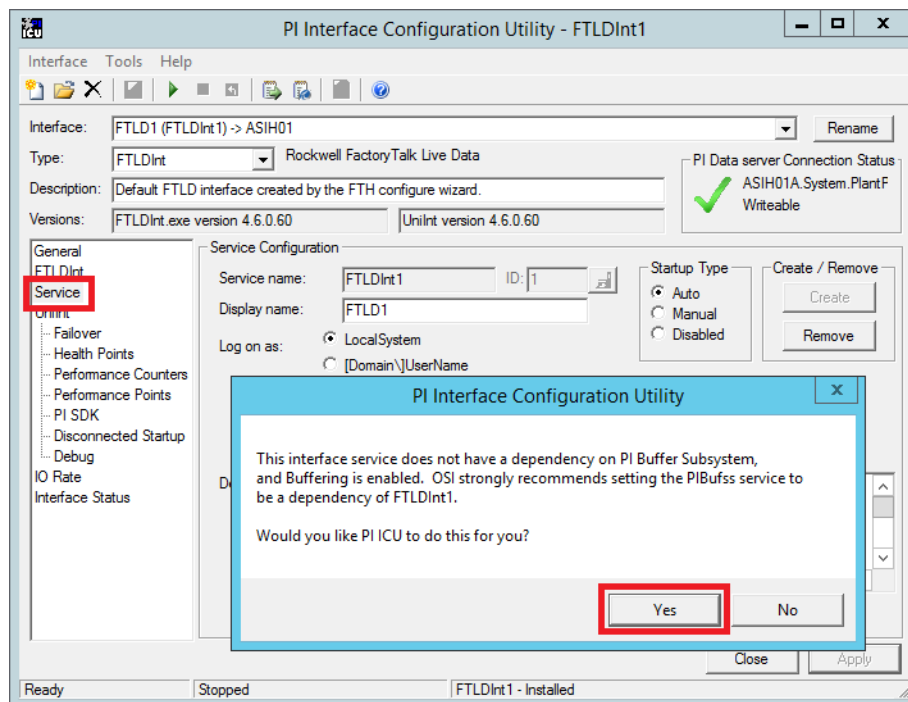 PI Interface Configuration Utility - FTLDInt1
Interface Tools Help
Interface: FTLD1 (FTLDInt1) -> ASIH01 Rename
Type: FTLDInt Rockwell FactoryTalk Live Data
PI Data server Connection Status
ASIH01A.System.PlantF
Writeable
Description: Default FTLD interface created by the FTH configure wizard.
Versions: FTLDInt.exe version 4.6.0.60 UniInt version 4.6.0.60
General
FTLDInt
Service
UniInt
Failover
Health Points
Performance Counters
Performance Points
PI SDK
Disconnected Startup
Debug
IO Rate
Interface Status
Service Configuration
Service name: FTLDInt1 ID: 1
Display name: FTLD1
Log on as: LocalSystem
[Domain\]UserName
Startup Type
Auto
Manual
Disabled
Create / Remove
Create
Remove
PI Interface Configuration Utility
This interface service does not have a dependency on PI Buffer Subsystem,
and Buffering is enabled. OSI strongly recommends setting the PIBufss service to
be a dependency of FTLDInt1.
Would you like PI ICU to do this for you?
Yes No
Close Apply
Ready Stopped FTLDInt1 - Installed